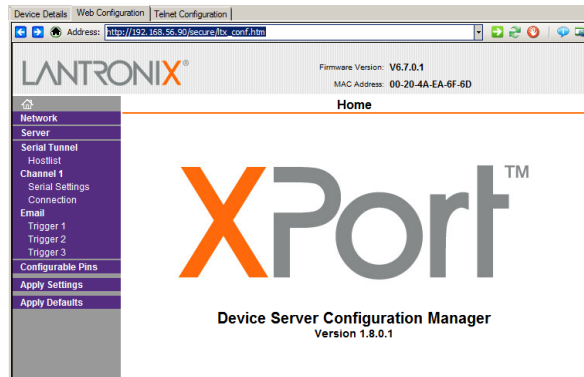 Device Details Web Configuration Telnet Configuration
Address: http://192.168.56.90/secure/ltx_conf.htm
LANTRONIX®
Firmware Version: V6.7.0.1
MAC Address: 00-20-4A-EA-6F-6D
Home
Network
Server
Serial Tunnel
Hostlist
Channel 1
Serial Settings
Connection
Email
Trigger 1
Trigger 2
Trigger 3
Configurable Pins
Apply Settings
Apply Defaults
XPort™
Device Server Configuration Manager
Version 1.8.0.1